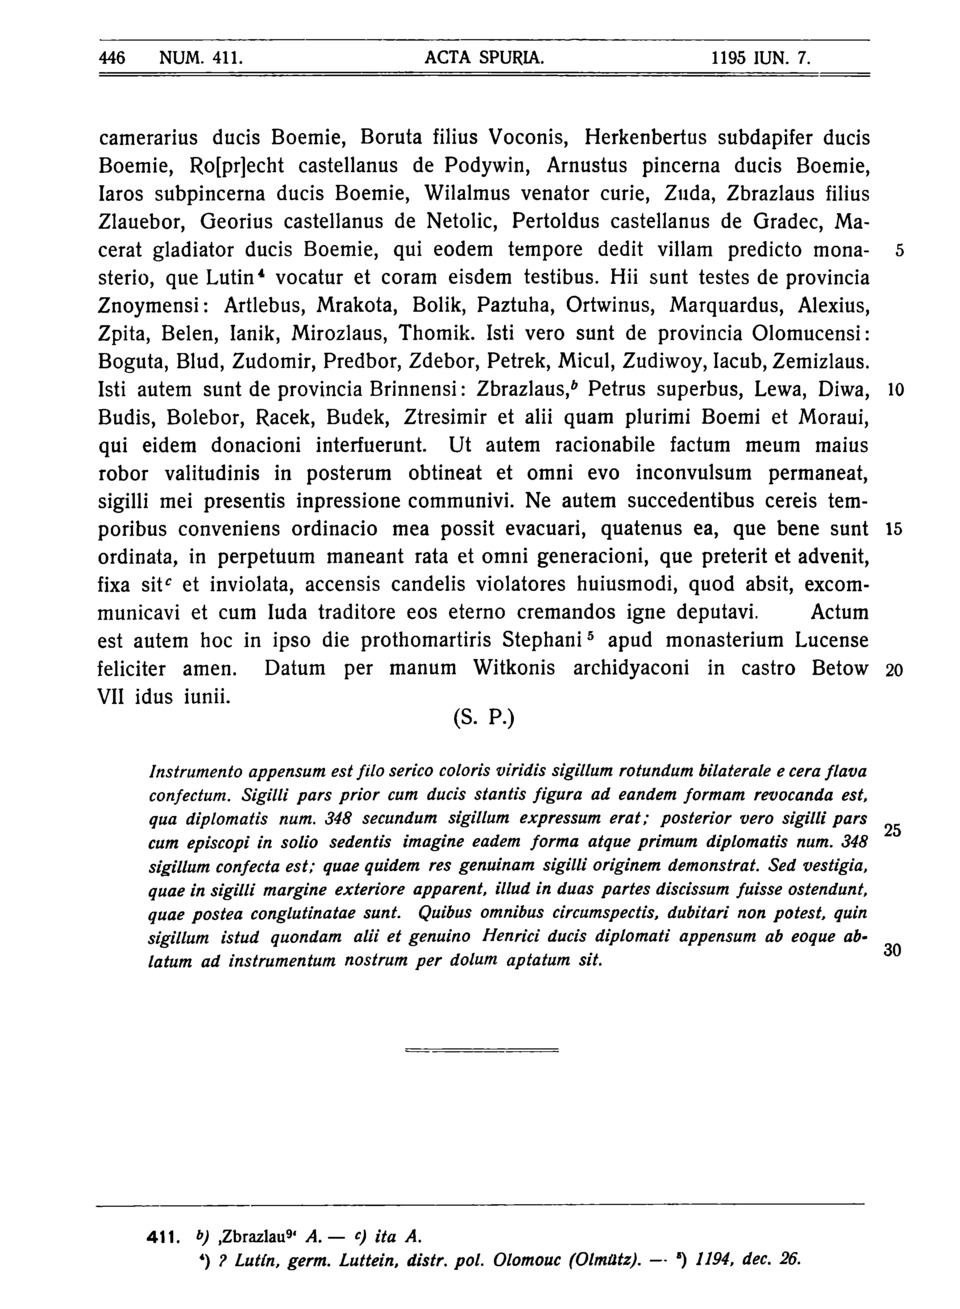 446 NUM. 411. ACTA SPURIA. 1195 IUN. 7.
camerarius ducis Boemie, Boruta filius Voconis, Herkenbertus subdapifer ducis
Boemie, Ro[pr]echt castellanus de Podywin, Arnustus pincerna ducis Boemie,
Iaros subpincerna ducis Boemie, Wilalmus venator curie, Zuda, Zbrazlaus filius
Zlauebor, Georius castellanus de Netolic, Pertoldus castellanus de Gradec, Ma-
cerat gladiator ducis Boemie, qui eodem tempore dedit villam predicto mona- 5
sterio, que Lutin⁴ vocatur et coram eisdem testibus. Hii sunt testes de provincia
Znoymensi: Artlebus, Mrakota, Bolik, Paztuha, Ortwinus, Marquardus, Alexius,
Zpita, Belen, Ianik, Mirozlaus, Thomik. Isti vero sunt de provincia Olomucensi:
Boguta, Blud, Zudomir, Predbor, Zdebor, Petrek, Micul, Zudiwoy, Iacub, Zemizlaus.
Isti autem sunt de provincia Brinnensi: Zbrazlaus,ᵇ Petrus superbus, Lewa, Diwa, 10
Budis, Bolebor, Racek, Budek, Ztresimir et alii quam plurimi Boemi et Moraui,
qui eidem donacioni interfuerunt. Ut autem racionabile factum meum maius
robor valitudinis in posterum obtineat et omni evo inconvulsum permaneat,
sigilli mei presentis inpressione communivi. Ne autem succedentibus cereis tem-
poribus conveniens ordinacio mea possit evacuari, quatenus ea, que bene sunt 15
ordinata, in perpetuum maneant rata et omni generacioni, que preterit et advenit,
fixa sitᶜ et inviolata, accensis candelis violatores huiusmodi, quod absit, excom-
municavi et cum Iuda traditore eos eterno cremandos igne deputavi. Actum
est autem hoc in ipso die prothomartiris Stephani⁵ apud monasterium Lucense
feliciter amen. Datum per manum Witkonis archidyaconi in castro Betow 20
VII idus iunii.
(S. P.)
Instrumento appensum est filo serico coloris viridis sigillum rotundum bilaterale e cera flava
confectum. Sigilli pars prior cum ducis stantis figura ad eandem formam revocanda est,
qua diplomatis num. 348 secundum sigillum expressum erat; posterior vero sigilli pars 25
cum episcopi in solio sedentis imagine eadem forma atque primum diplomatis num. 348
sigillum confecta est; quae quidem res genuinam sigilli originem demonstrat. Sed vestigia,
quae in sigilli margine exteriore apparent, illud in duas partes discissum fuisse ostendunt,
quae postea conglutinatae sunt. Quibus omnibus circumspectis, dubitari non potest, quin
sigillum istud quondam alii et genuino Henrici ducis diplomati appensum ab eoque ab- 30
latum ad instrumentum nostrum per dolum aptatum sit.
411. b) ‚Zbrazlau⁹‘ A. — c) ita A.
⁴) ? Lutín, germ. Luttein, distr. pol. Olomouc (Olmütz). — ⁵) 1194, dec. 26.